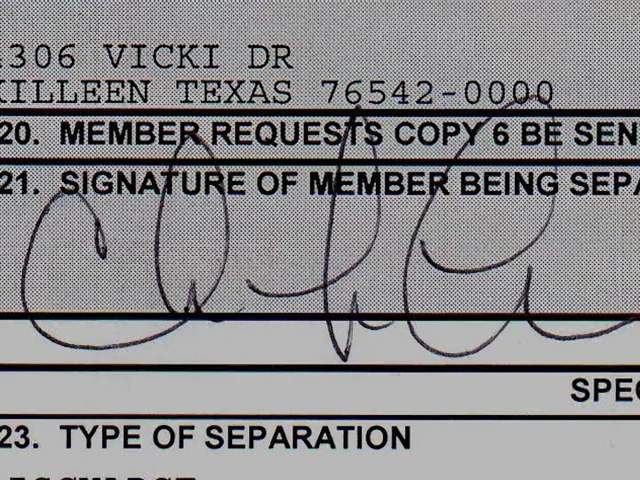 306 VICKI DR
KILLEEN TEXAS 76542-0000
20. MEMBER REQUESTS COPY 6 BE SEN
21. SIGNATURE OF MEMBER BEING SEPA
SPEC
23. TYPE OF SEPARATION